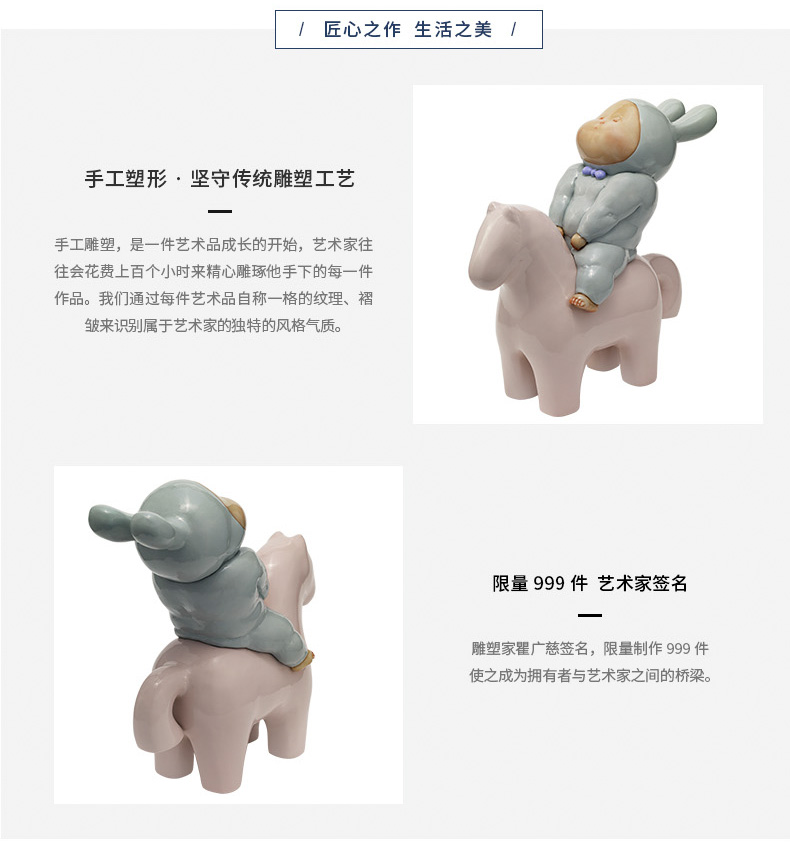 / 匠心之作 生活之美 /
手工塑形 · 坚守传统雕塑工艺
手工雕塑，是一件艺术品成长的开始，艺术家往
往会花费上百个小时来精心雕琢他手下的每一件
作品。我们通过每件艺术品自称一格的纹理、褶
皱来识别属于艺术家的独特的风格气质。
限量 999 件 艺术家签名
雕塑家瞿广慈签名，限量制作 999 件
使之成为拥有者与艺术家之间的桥梁。